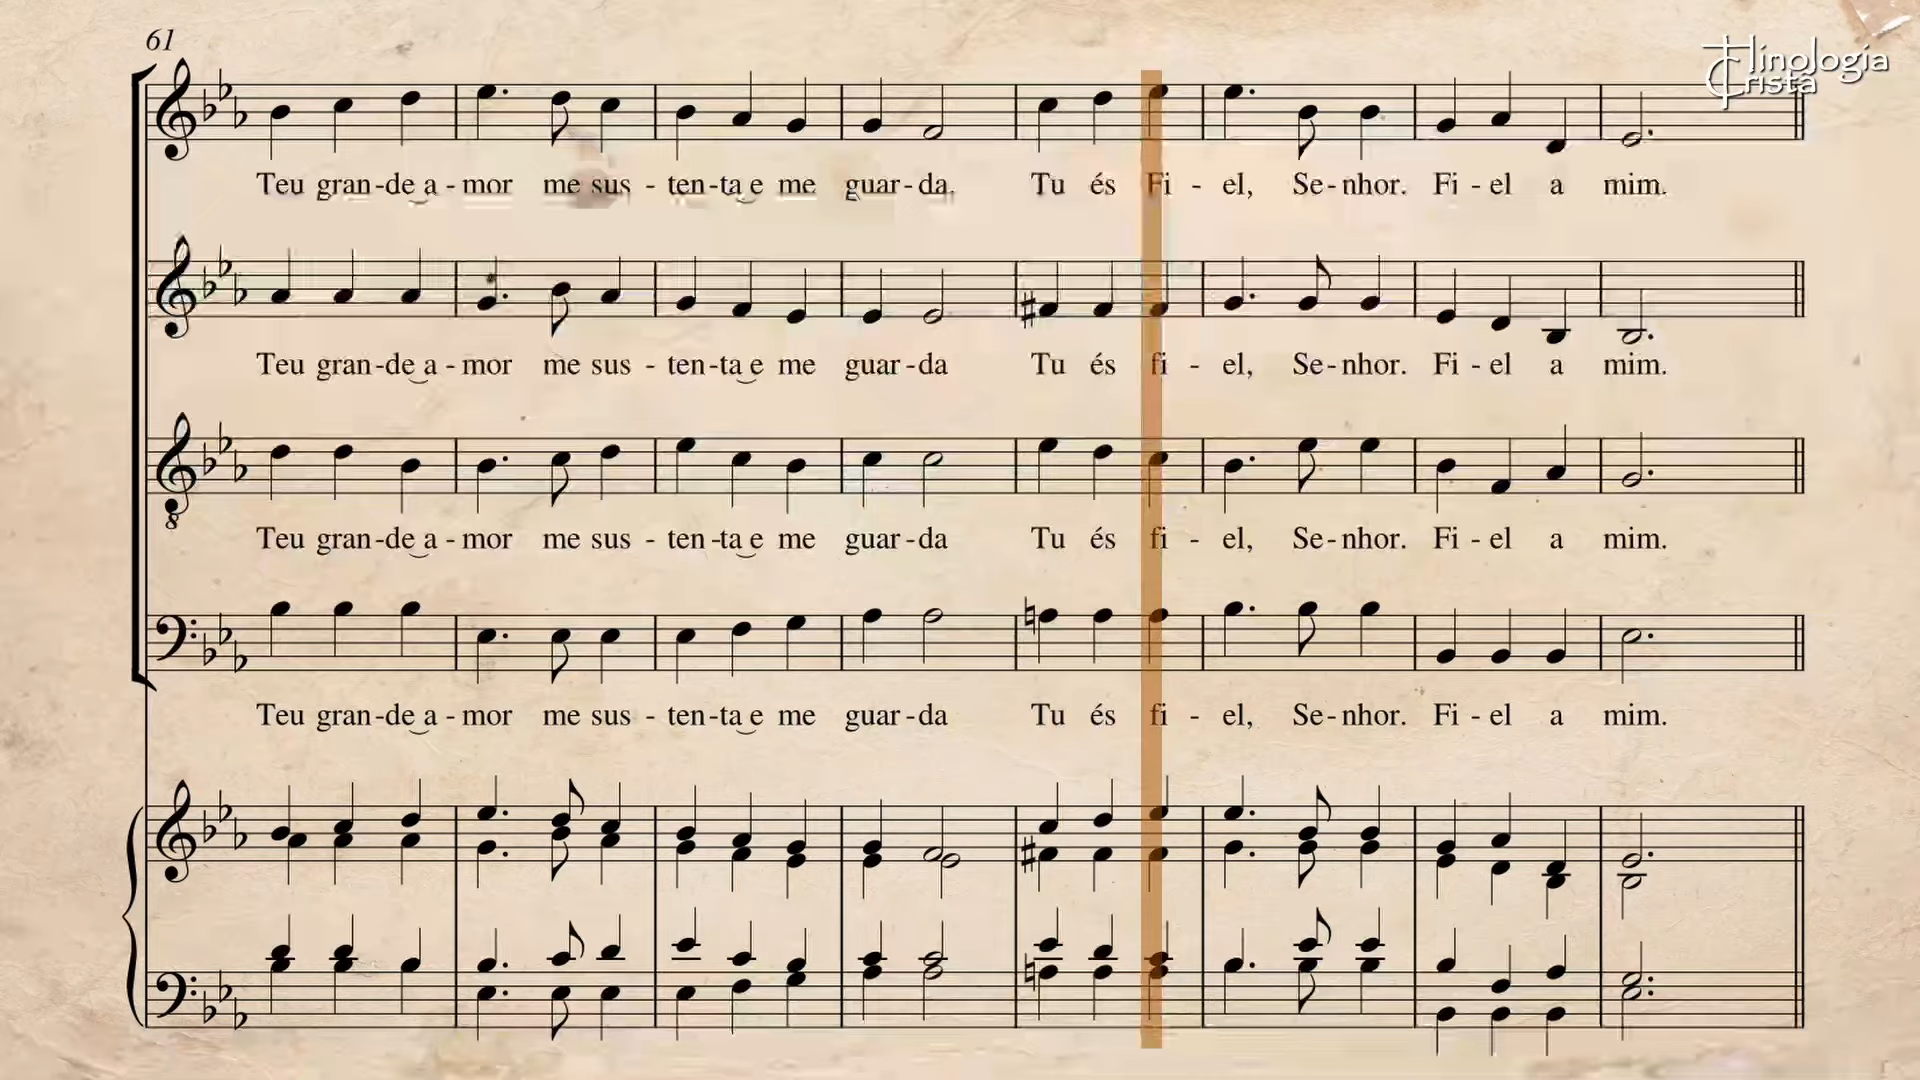 61
Hinologia
Cristã
Teu gran-de a-mor me sus-ten-ta e me guar-da. Tu és Fi-el, Se-nhor. Fi-el a mim.
Teu gran-de a-mor me sus-ten-ta e me guar-da Tu és fi-el, Se-nhor. Fi-el a mim.
8
Teu gran-de a-mor me sus-ten-ta e me guar-da Tu és fi-el, Se-nhor. Fi-el a mim.
Teu gran-de a-mor me sus-ten-ta e me guar-da Tu és fi-el, Se-nhor. Fi-el a mim.